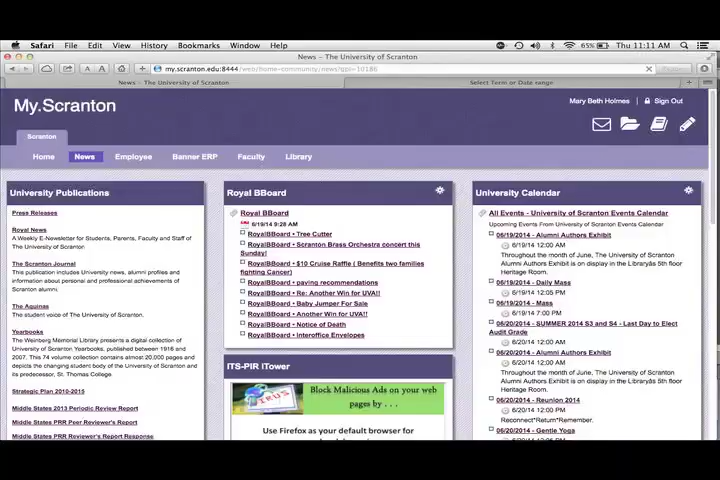 Safari File Edit View History Bookmarks Window Help 65% Thu 11:11 AM
News – The University of Scranton
my.scranton.edu:8444/web/home-community/news?gsi=10186
News – The University of Scranton Select Term or Date range
My.Scranton
Mary Beth Holmes Sign Out
Scranton
Home News Employee Banner ERP Faculty Library
University Publications
Press Releases
Royal News
A Weekly E-Newsletter for Students, Parents, Faculty and Staff of
The University of Scranton.
The Scranton Journal
This publication includes University news, alumni profiles and
information about personal and professional achievements of
Scranton alumni.
The Aquinas
The student voice of The University of Scranton.
Yearbooks
The Weinberg Memorial Library presents a digital collection of
University of Scranton Yearbooks, published between 1916 and
2007. This 74 volume collection contains almost 20,000 pages and
depicts the changing student body of the University of Scranton and
its predecessor, St. Thomas College
Strategic Plan 2010-2015
Middle States 2013 Periodic Review Report
Middle States PRR Peer Reviewer's Report
Middle States PRR Reviewer's Report Response
Royal BBoard
Royal BBoard
6/19/14 9:28 AM
RoyalBBoard • Tree Cutter
RoyalBBoard • Scranton Brass Orchestra concert this
Sunday!
RoyalBBoard • $10 Cruise Raffle ( Benefits two families
fighting Cancer)
RoyalBBoard • paving recommendations
RoyalBBoard • Re: Another Win for UVA!!
RoyalBBoard • Baby Jumper For Sale
RoyalBBoard • Another Win for UVA!!
RoyalBBoard • Notice of Death
RoyalBBoard • Interoffice Envelopes
ITS-PIR ITower
Block Malicious Ads on your web
pages by . . .
Use Firefox as your default browser for
University Calendar
All Events - University of Scranton Events Calendar
Upcoming Events From University of Scranton Events Calendar
06/19/2014 - Alumni Authors Exhibit
6/19/14 12:00 AM
Throughout the month of June, The University of Scranton
Alumni Authors Exhibit is on display in the Libraryâs 5th floor
Heritage Room.
06/19/2014 - Daily Mass
6/19/14 12:05 PM
06/19/2014 - Mass
6/19/14 7:00 PM
06/20/2014 - SUMMER 2014 S3 and S4 - Last Day to Elect
Audit Grade
06/20/2014 - Alumni Authors Exhibit
6/20/14 12:00 AM
Throughout the month of June, The University of Scranton
Alumni Authors Exhibit is on display in the Libraryâs 5th floor
Heritage Room.
06/20/2014 - Reunion 2014
6/20/14 12:00 AM
Reconnect*Return*Remember.
06/20/2014 - Gentle Yoga
6/20/14 12:00 PM